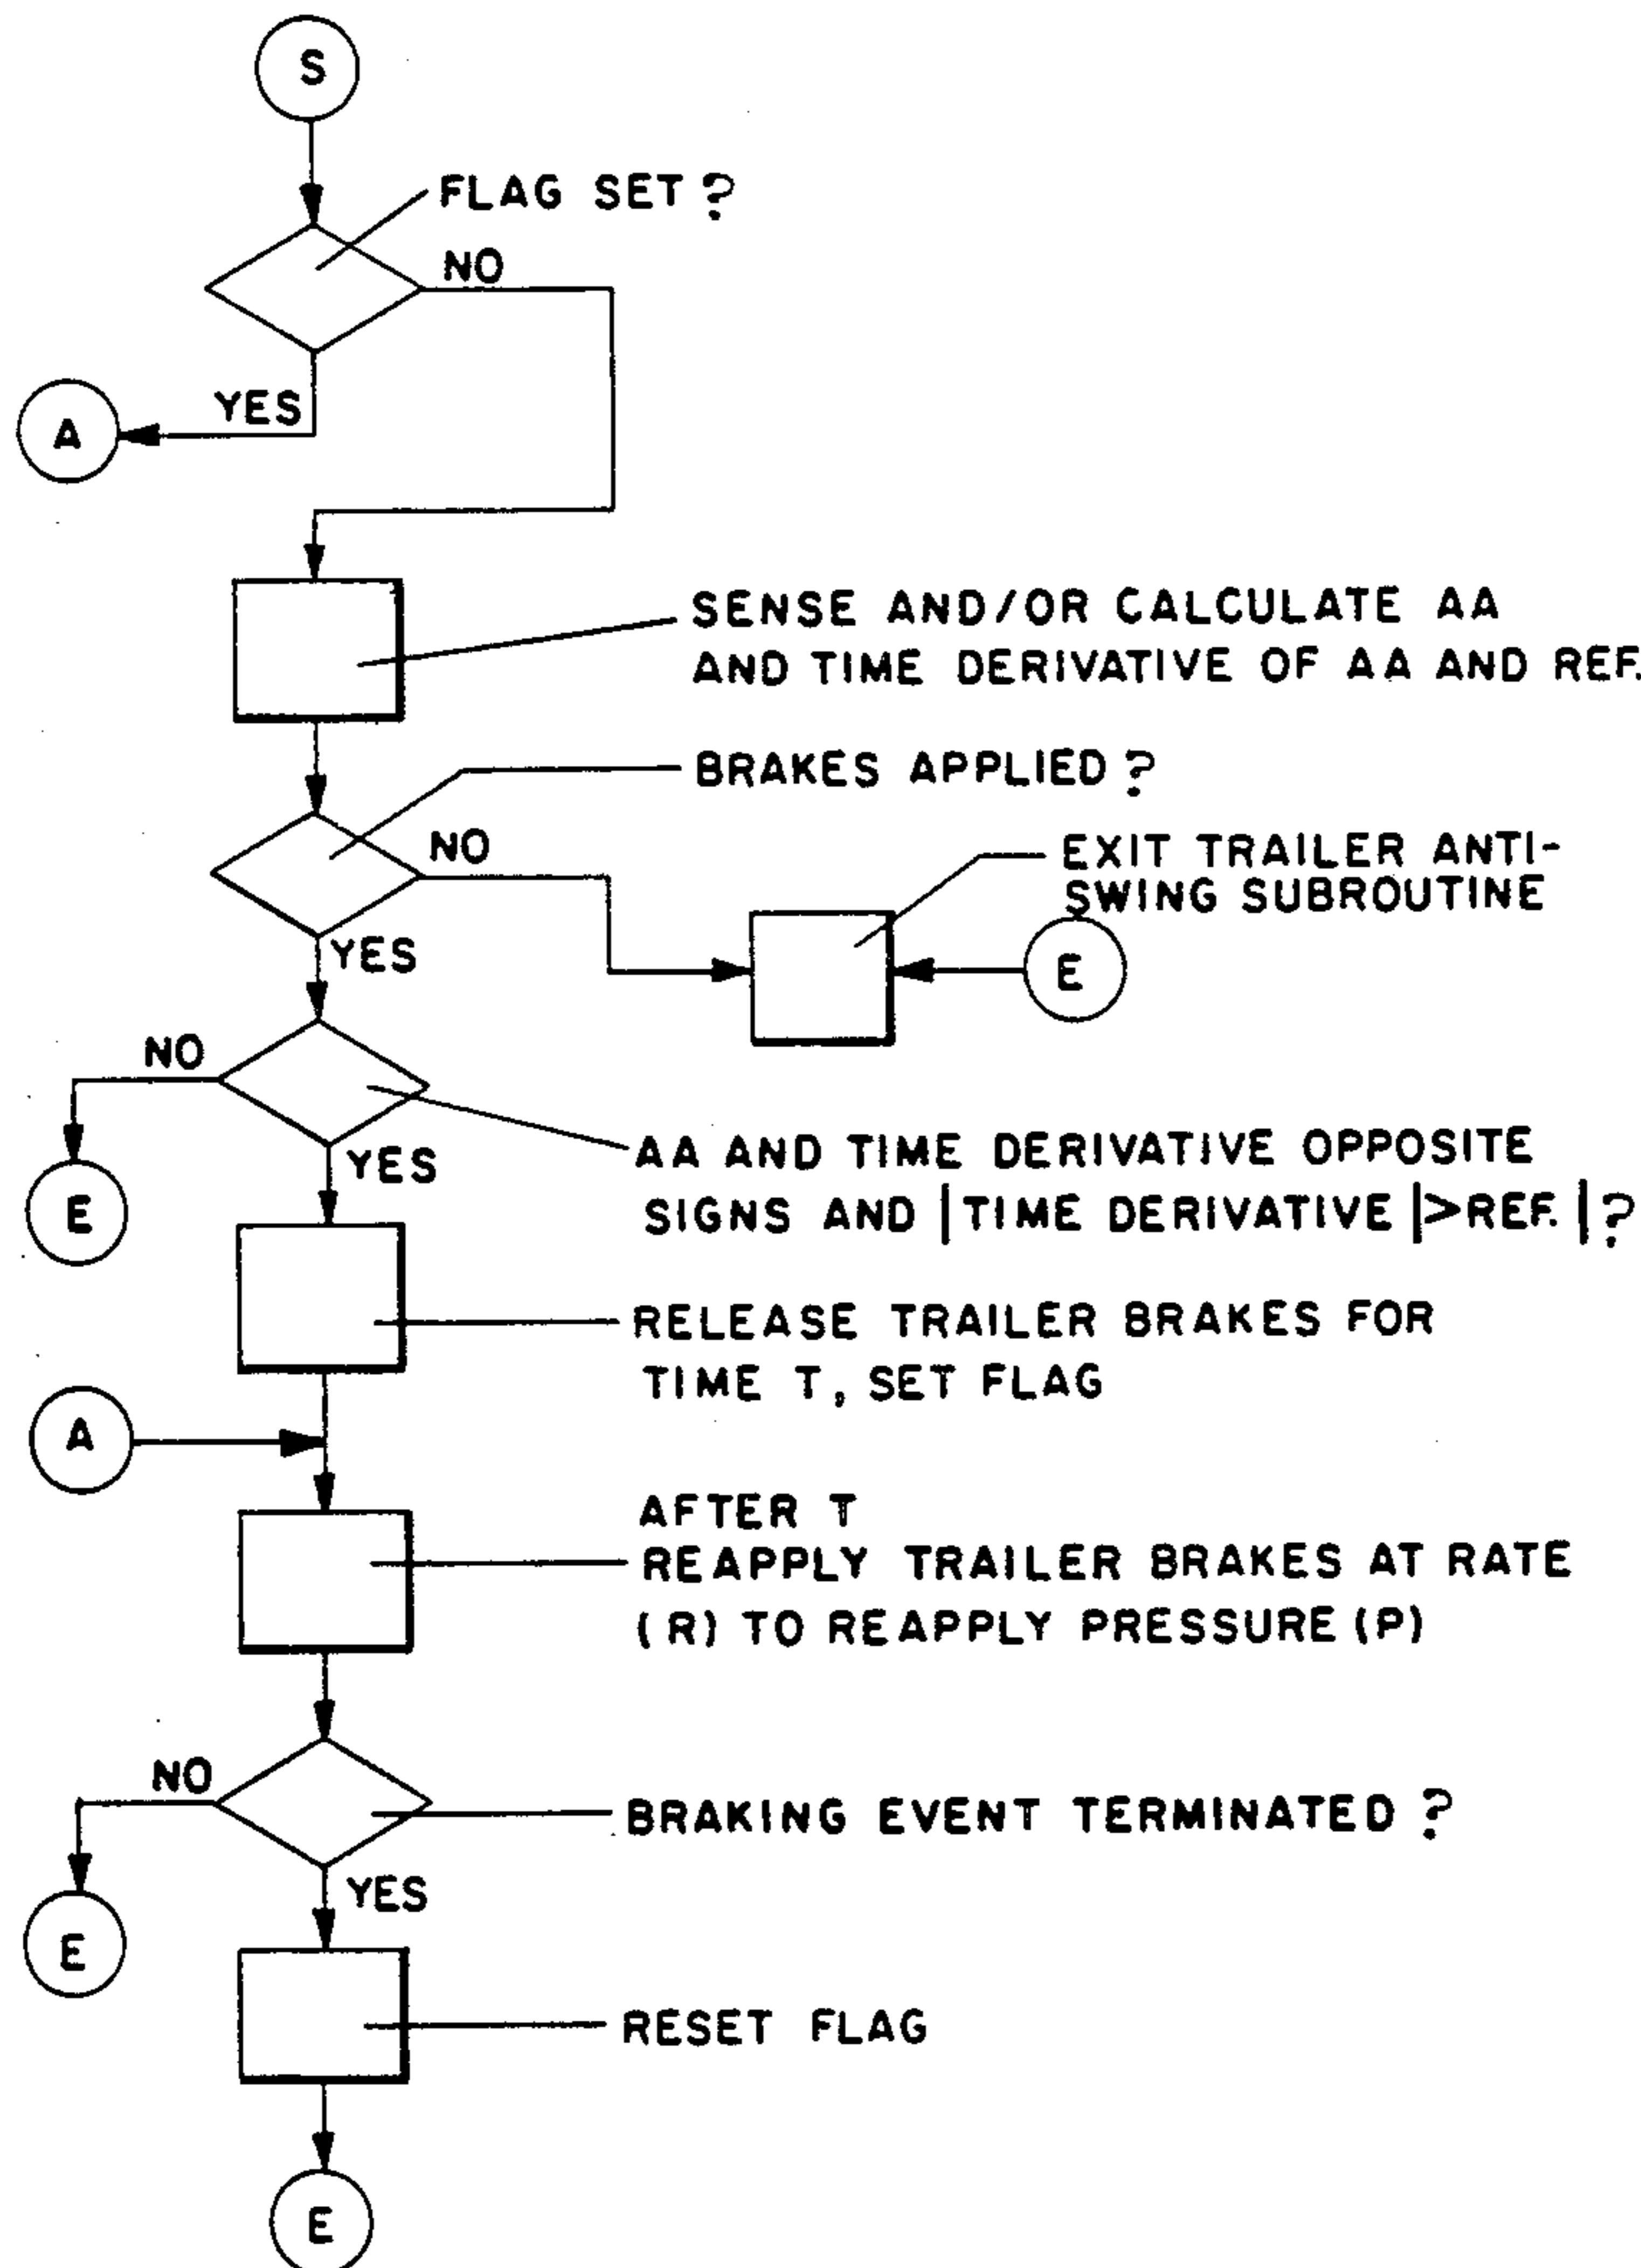 S
FLAG SET ?
NO
YES
A
SENSE AND/OR CALCULATE AA
AND TIME DERIVATIVE OF AA AND REF.
BRAKES APPLIED ?
NO
EXIT TRAILER ANTI-
SWING SUBROUTINE
YES
E
NO
AA AND TIME DERIVATIVE OPPOSITE
SIGNS AND |TIME DERIVATIVE|>REF.|?
YES
E
RELEASE TRAILER BRAKES FOR
TIME T, SET FLAG
A
AFTER T
REAPPLY TRAILER BRAKES AT RATE
(R) TO REAPPLY PRESSURE (P)
NO
BRAKING EVENT TERMINATED ?
YES
E
RESET FLAG
E